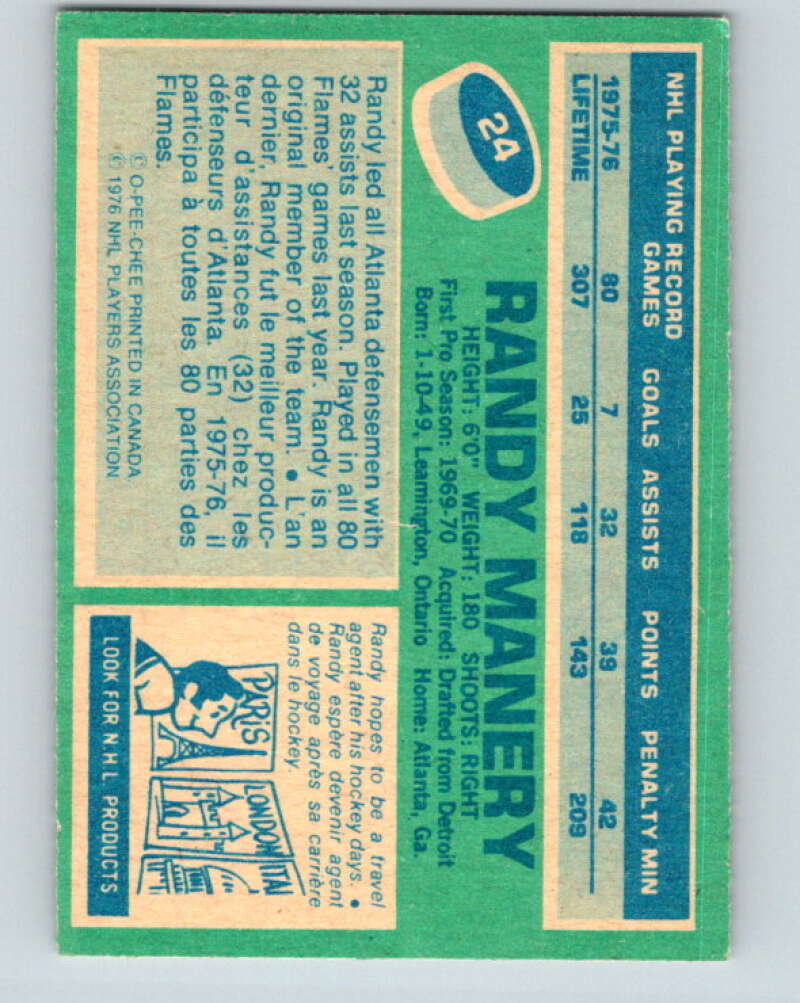 NHL PLAYING RECORD
GAMES GOALS ASSISTS POINTS PENALTY MIN
1975-76 80 7 32 39 42
LIFETIME 307 25 118 143 209
24
RANDY MANERY
HEIGHT: 6'0" WEIGHT: 180 SHOOTS: RIGHT
First Pro Season: 1969-70 Acquired: Drafted from Detroit
Born: 1-10-49, Leamington, Ontario Home: Atlanta, Ga.
Randy led all Atlanta defensemen with
32 assists last season. Played in all 80
Flames' games last year. Randy is an
original member of the team. • L'an
dernier, Randy fut le meilleur produc-
teur d'assistances (32) chez les
défenseurs d'Atlanta. En 1975-76, il
participa à toutes les 80 parties des
Flames.
© O-PEE-CHEE PRINTED IN CANADA
© 1976 NHL PLAYERS ASSOCIATION
Randy hopes to be a travel
agent after his hockey days. •
Randy espère devenir agent
de voyage après sa carrière
dans le hockey.
PARIS
LONDON
ITAL
LOOK FOR N.H.L PRODUCTS